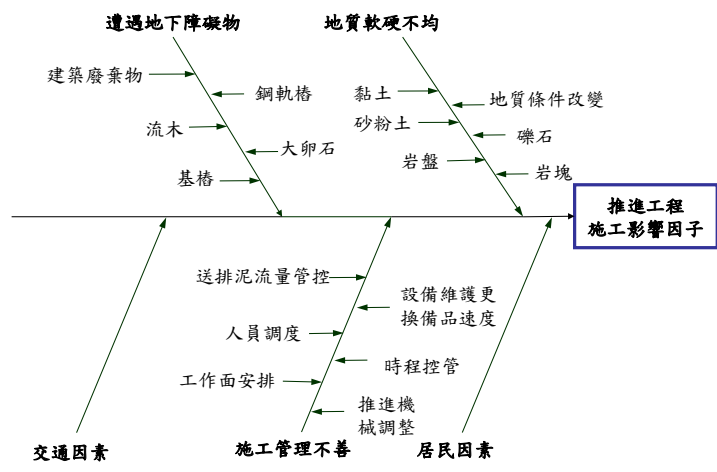 遭遇地下障礙物
地質軟硬不均
建築廢棄物
鋼軌樁
流木
大卵石
基樁
黏土
地質條件改變
砂粉土
礫石
岩盤
岩塊
推進工程
施工影響因子
送排泥流量管控
設備維護更
換備品速度
人員調度
時程控管
工作面安排
推進機
械調整
交通因素
施工管理不善
居民因素